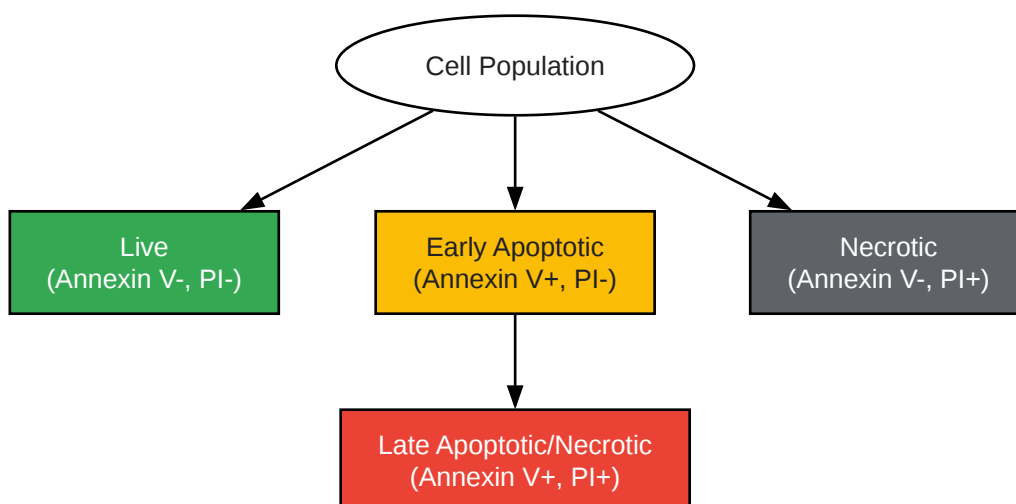 Cell Population
Live
(Annexin V-, PI-)
Early Apoptotic
(Annexin V+, PI-)
Necrotic
(Annexin V-, PI+)
Late Apoptotic/Necrotic
(Annexin V+, PI+)